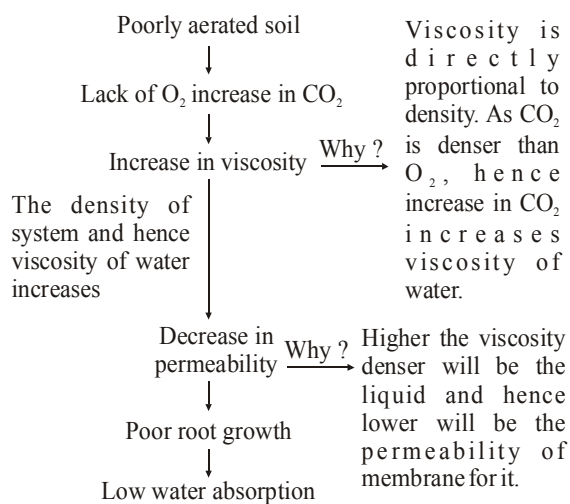 Poorly aerated soil
Lack of O₂ increase in CO₂
Increase in viscosity
Why ?
Viscosity is
directly
proportional to
density. As CO₂
is denser than
O₂, hence
increase in CO₂
increases
viscosity of
water.
The density of
system and hence
viscosity of water
increases
Decrease in
permeability
Why ?
Higher the viscosity
denser will be the
liquid and hence
lower will be the
permeability of
membrane for it.
Poor root growth
Low water absorption